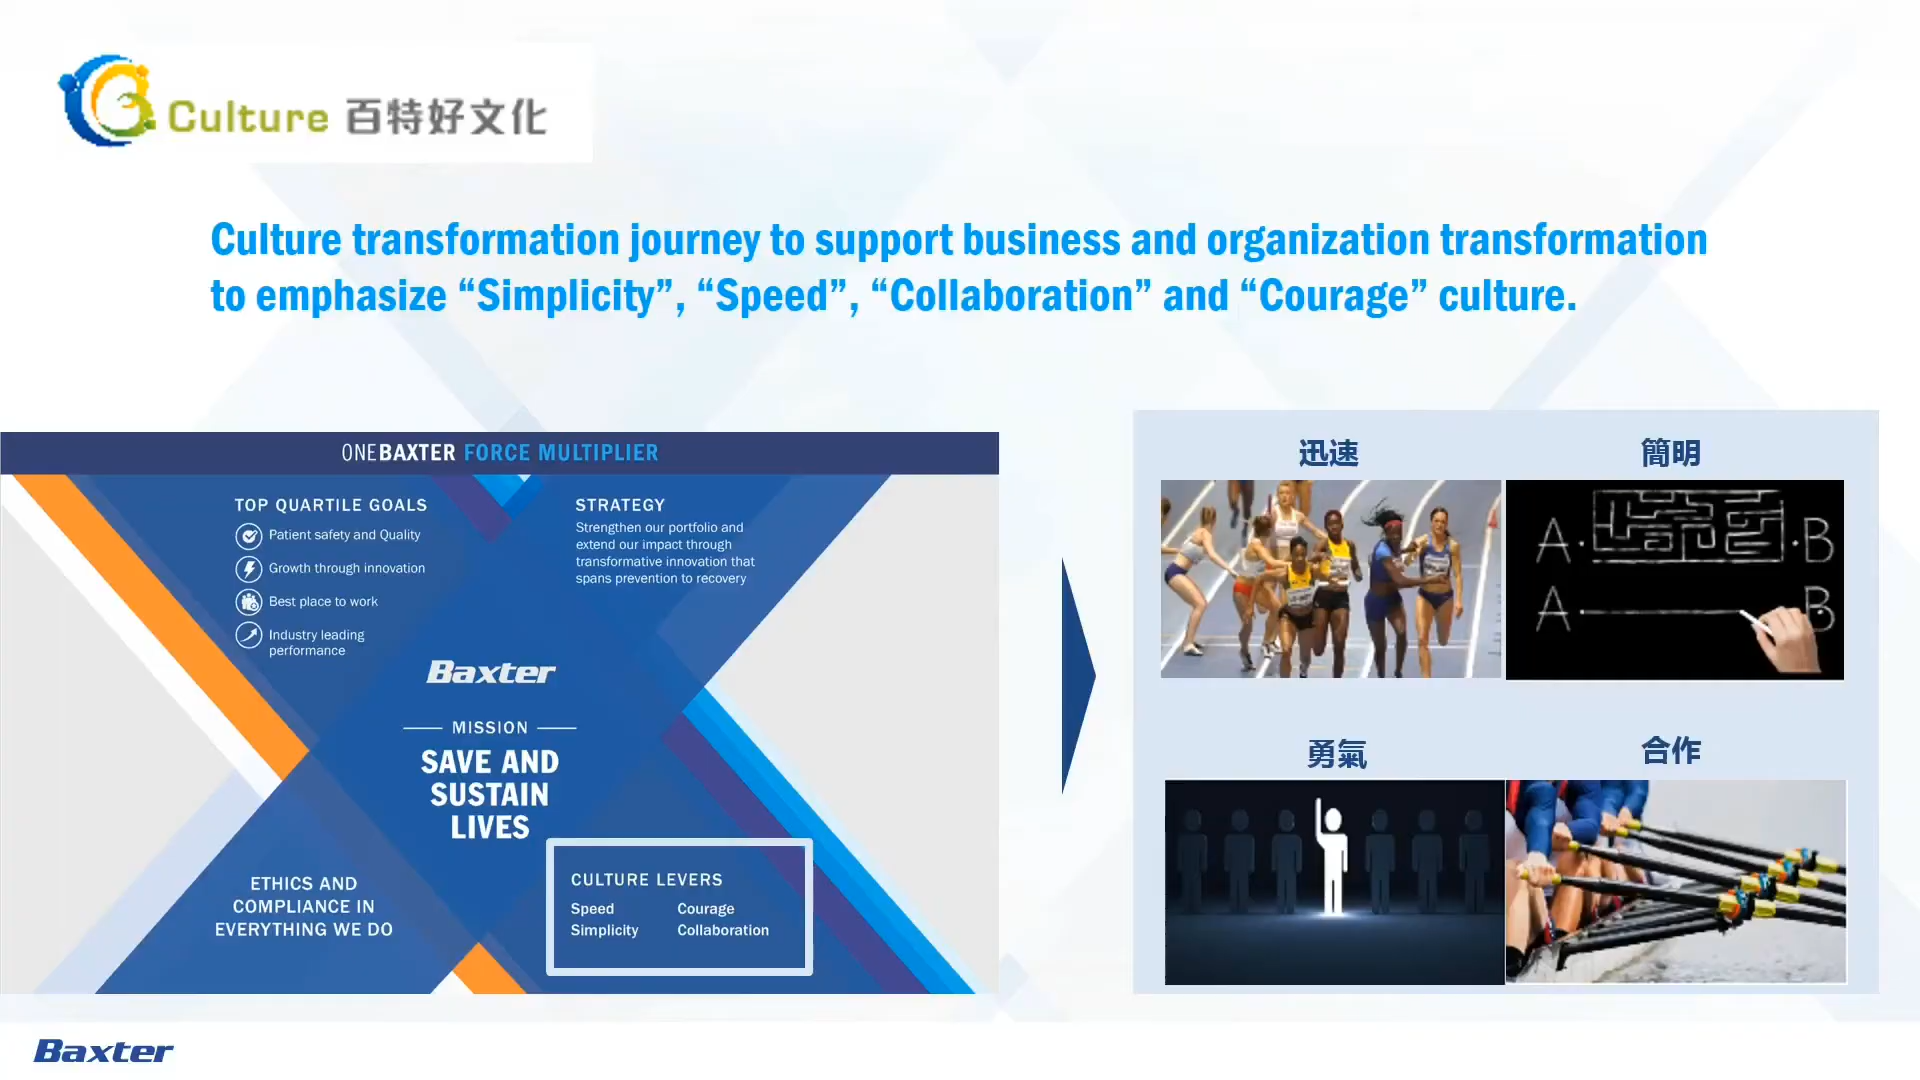 Culture 百特好文化
Culture transformation journey to support business and organization transformation
to emphasize “Simplicity”, “Speed”, “Collaboration” and “Courage” culture.
ONEBAXTER FORCE MULTIPLIER
TOP QUARTILE GOALS
Patient safety and Quality
Growth through innovation
Best place to work
Industry leading
performance
STRATEGY
Strengthen our portfolio and
extend our impact through
transformative innovation that
spans prevention to recovery
Baxter
MISSION
SAVE AND
SUSTAIN
LIVES
ETHICS AND
COMPLIANCE IN
EVERYTHING WE DO
CULTURE LEVERS
Speed Courage
Simplicity Collaboration
迅速
簡明
A B
A B
勇氣
合作
Baxter